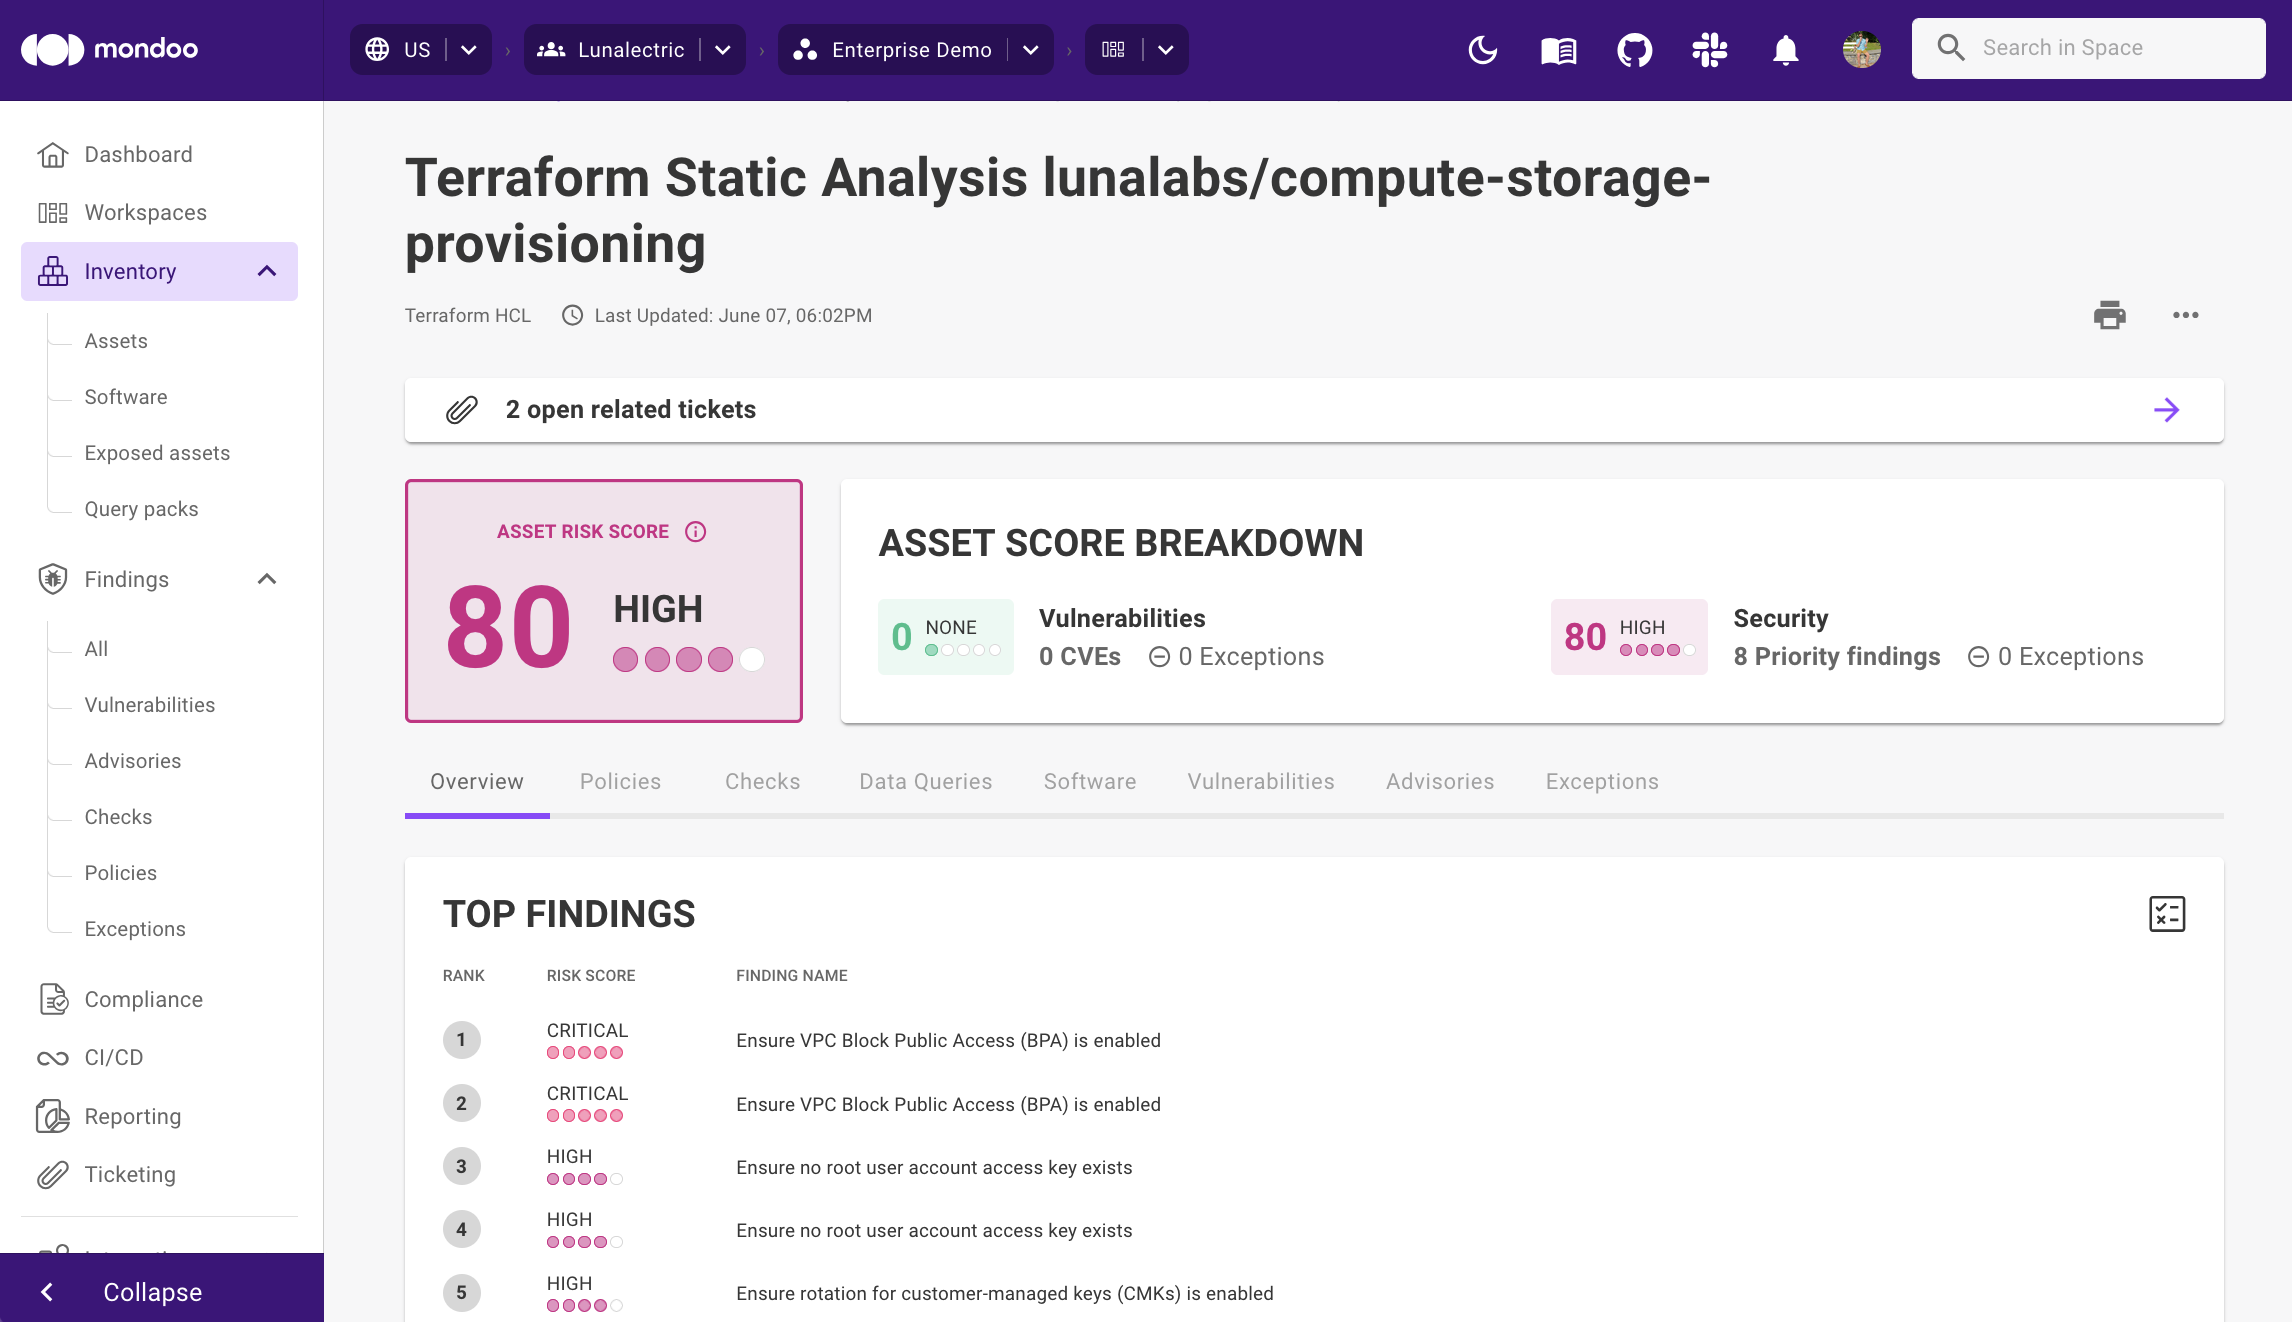 mondoo
US
Lunalectric
Enterprise Demo
Search in Space
Dashboard
Workspaces
Inventory
Assets
Software
Exposed assets
Query packs
Findings
All
Vulnerabilities
Advisories
Checks
Policies
Exceptions
Compliance
CI/CD
Reporting
Ticketing
Collapse
Terraform Static Analysis lunalabs/compute-storage-
provisioning
Terraform HCL Last Updated: June 07, 06:02PM
2 open related tickets
ASSET RISK SCORE
80 HIGH
ASSET SCORE BREAKDOWN
0 NONE
Vulnerabilities
0 CVEs 0 Exceptions
80 HIGH
Security
8 Priority findings 0 Exceptions
Overview Policies Checks Data Queries Software Vulnerabilities Advisories Exceptions
TOP FINDINGS
RANK RISK SCORE FINDING NAME
1 CRITICAL Ensure VPC Block Public Access (BPA) is enabled
2 CRITICAL Ensure VPC Block Public Access (BPA) is enabled
3 HIGH Ensure no root user account access key exists
4 HIGH Ensure no root user account access key exists
5 HIGH Ensure rotation for customer-managed keys (CMKs) is enabled